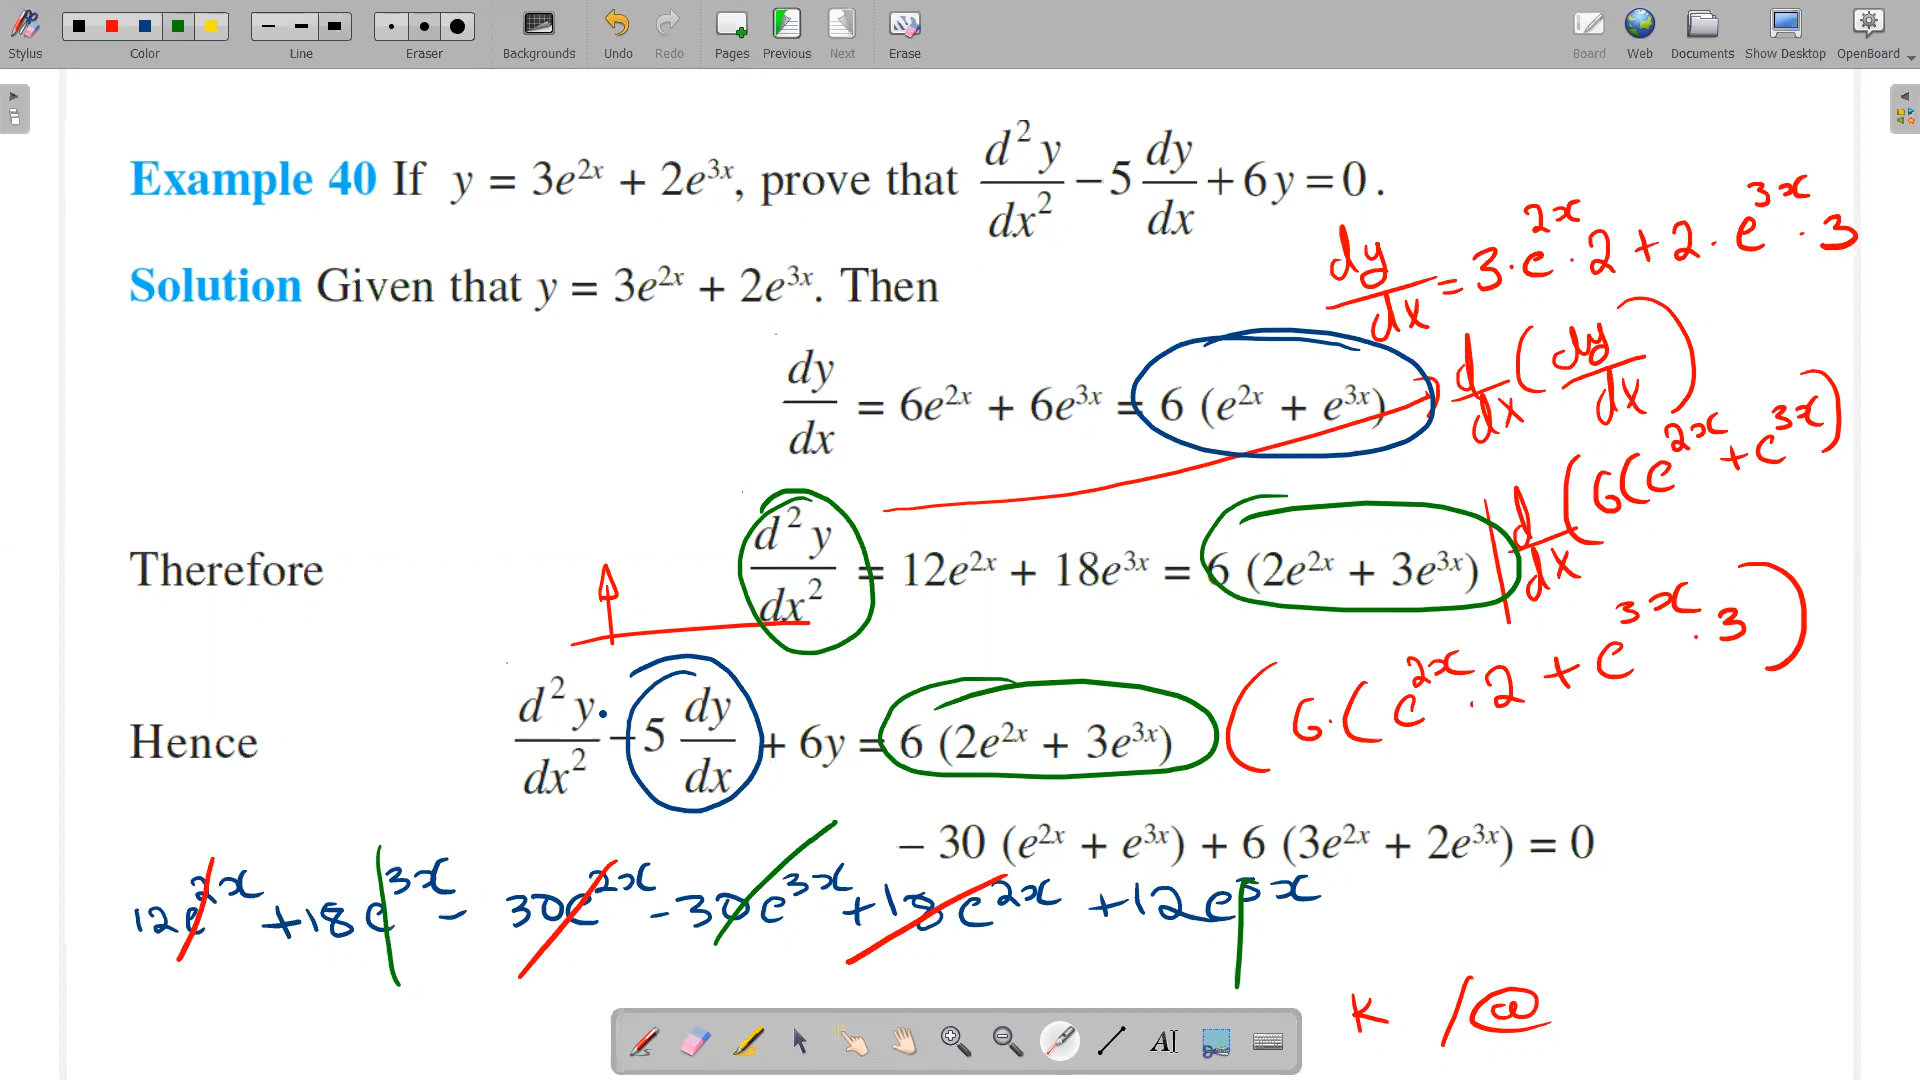 Stylus Color Line Eraser Backgrounds Undo Redo Pages Previous Next Erase Board Web Documents Show Desktop OpenBoard
Example 40 If y = 3e^{2x} + 2e^{3x}, prove that d²y/dx² − 5 dy/dx + 6y = 0.
dy/dx = 3·e^{2x}·2 + 2·e^{3x}·3
Solution Given that y = 3e^{2x} + 2e^{3x}. Then
dy/dx = 6e^{2x} + 6e^{3x} = 6 (e^{2x} + e^{3x})
d/dx (dy/dx)
d/dx (6(e^{2x} + e^{3x})
Therefore d²y/dx² = 12e^{2x} + 18e^{3x} = 6 (2e^{2x} + 3e^{3x})
(6·(e^{2x}·2 + e^{3x}·3)
Hence d²y/dx² − 5 dy/dx + 6y = 6 (2e^{2x} + 3e^{3x})
− 30 (e^{2x} + e^{3x}) + 6 (3e^{2x} + 2e^{3x}) = 0
12e^{2x} + 18e^{3x} − 30e^{2x} − 30e^{3x} + 18e^{2x} + 12e^{3x}
K /@